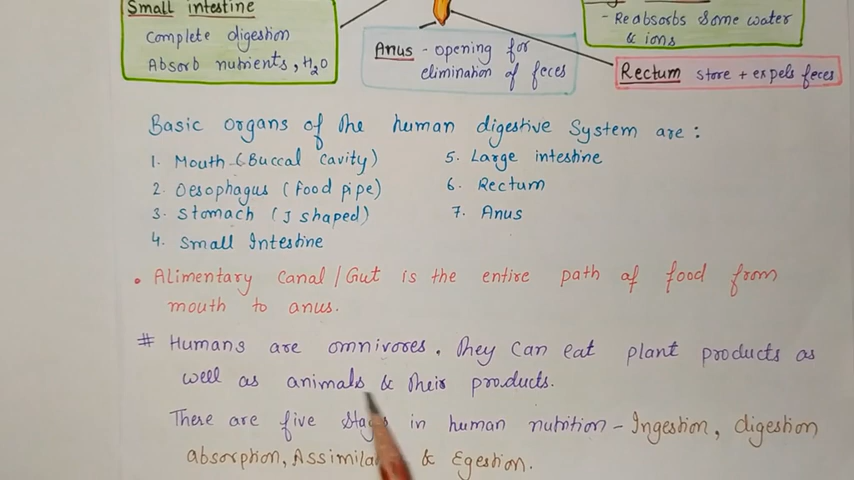 Small intestine
Complete digestion
Absorb nutrients, H2O
Anus - opening for
elimination of feces
- Reabsorbs some water
& ions
Rectum store + expels feces
Basic organs of the human digestive System are:
1. Mouth (Buccal cavity)
2. Oesophagus (food pipe)
3. Stomach (J shaped)
4. Small Intestine
5. Large intestine
6. Rectum
7. Anus
• Alimentary Canal/Gut is the entire path of food from
mouth to anus.
# Humans are omnivores. They can eat plant products as
well as animals & their products.
There are five in human nutrition - Ingestion, digestion
absorption, & Egestion.